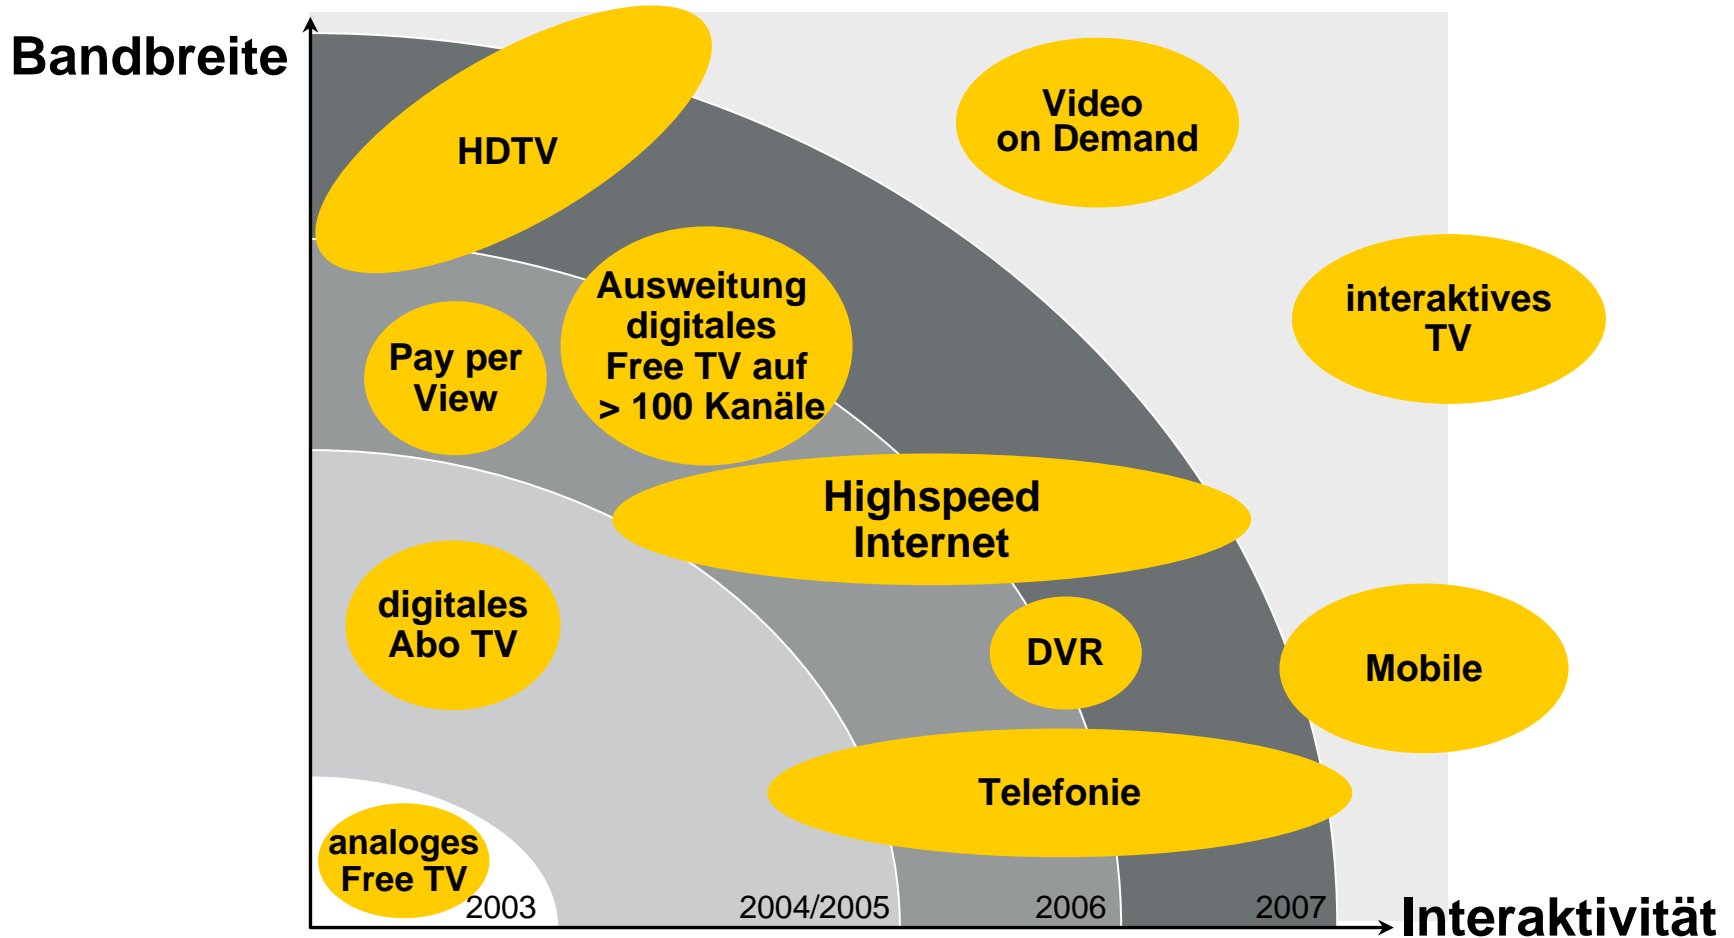 Bandbreite
HDTV
Video
on Demand
Ausweitung
digitales
Free TV auf
> 100 Kanäle
interaktives
TV
Pay per
View
Highspeed
Internet
digitales
Abo TV
DVR
Mobile
Telefonie
analoges
Free TV
2003
2004/2005
2006
2007
Interaktivität